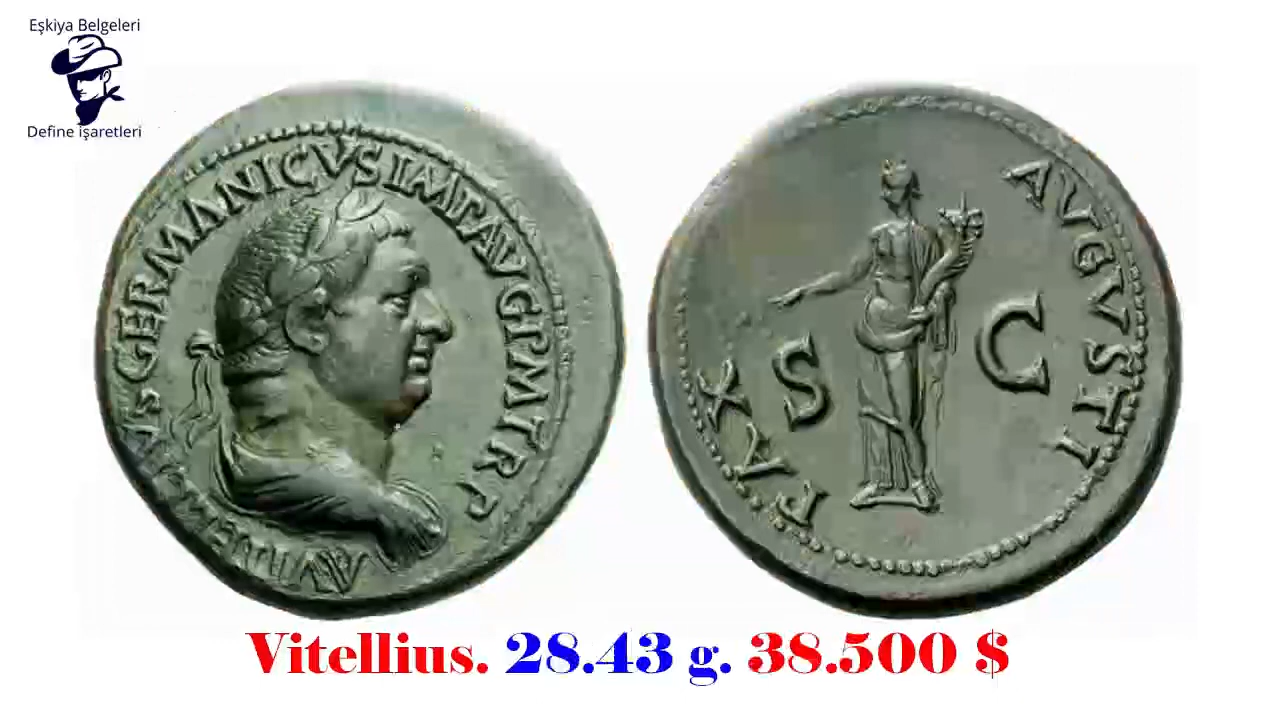 Eşkiya Belgeleri
Define işaretleri
GERMANICVS IMP AVG P M TR P
PAX AVGVSTI
S C
Vitellius. 28.43 g. 38.500 $